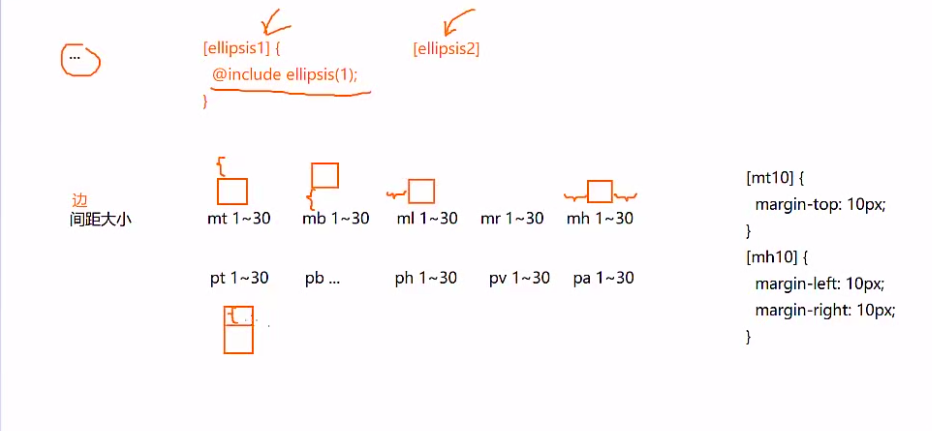 ...
[ellipsis1] {
@include ellipsis(1);
}
[ellipsis2]
边
间距大小
mt 1~30 mb 1~30 ml 1~30 mr 1~30 mh 1~30
pt 1~30 pb ... ph 1~30 pv 1~30 pa 1~30
[mt10] {
margin-top: 10px;
}
[mh10] {
margin-left: 10px;
margin-right: 10px;
}